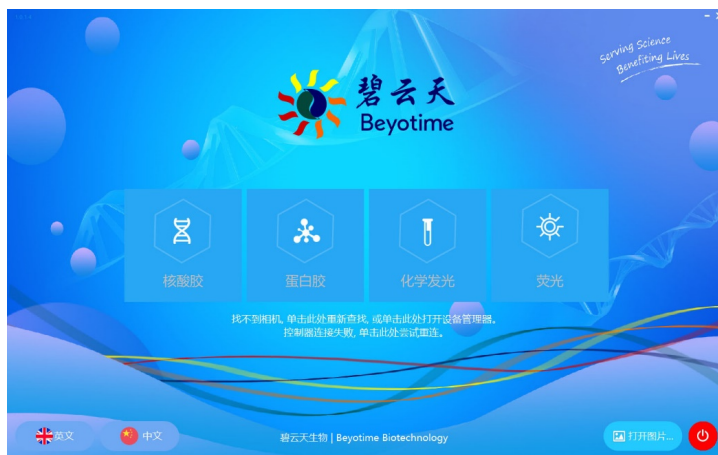 Serving Science
Benefiting Lives
碧云天
Beyotime
核酸胶
蛋白胶
化学发光
荧光
找不到相机, 单击此处重新查找, 或单击此处打开设备管理器。
控制器连接失败, 单击此处尝试重连。
英文
中文
碧云天生物 | Beyotime Biotechnology
打开图片...